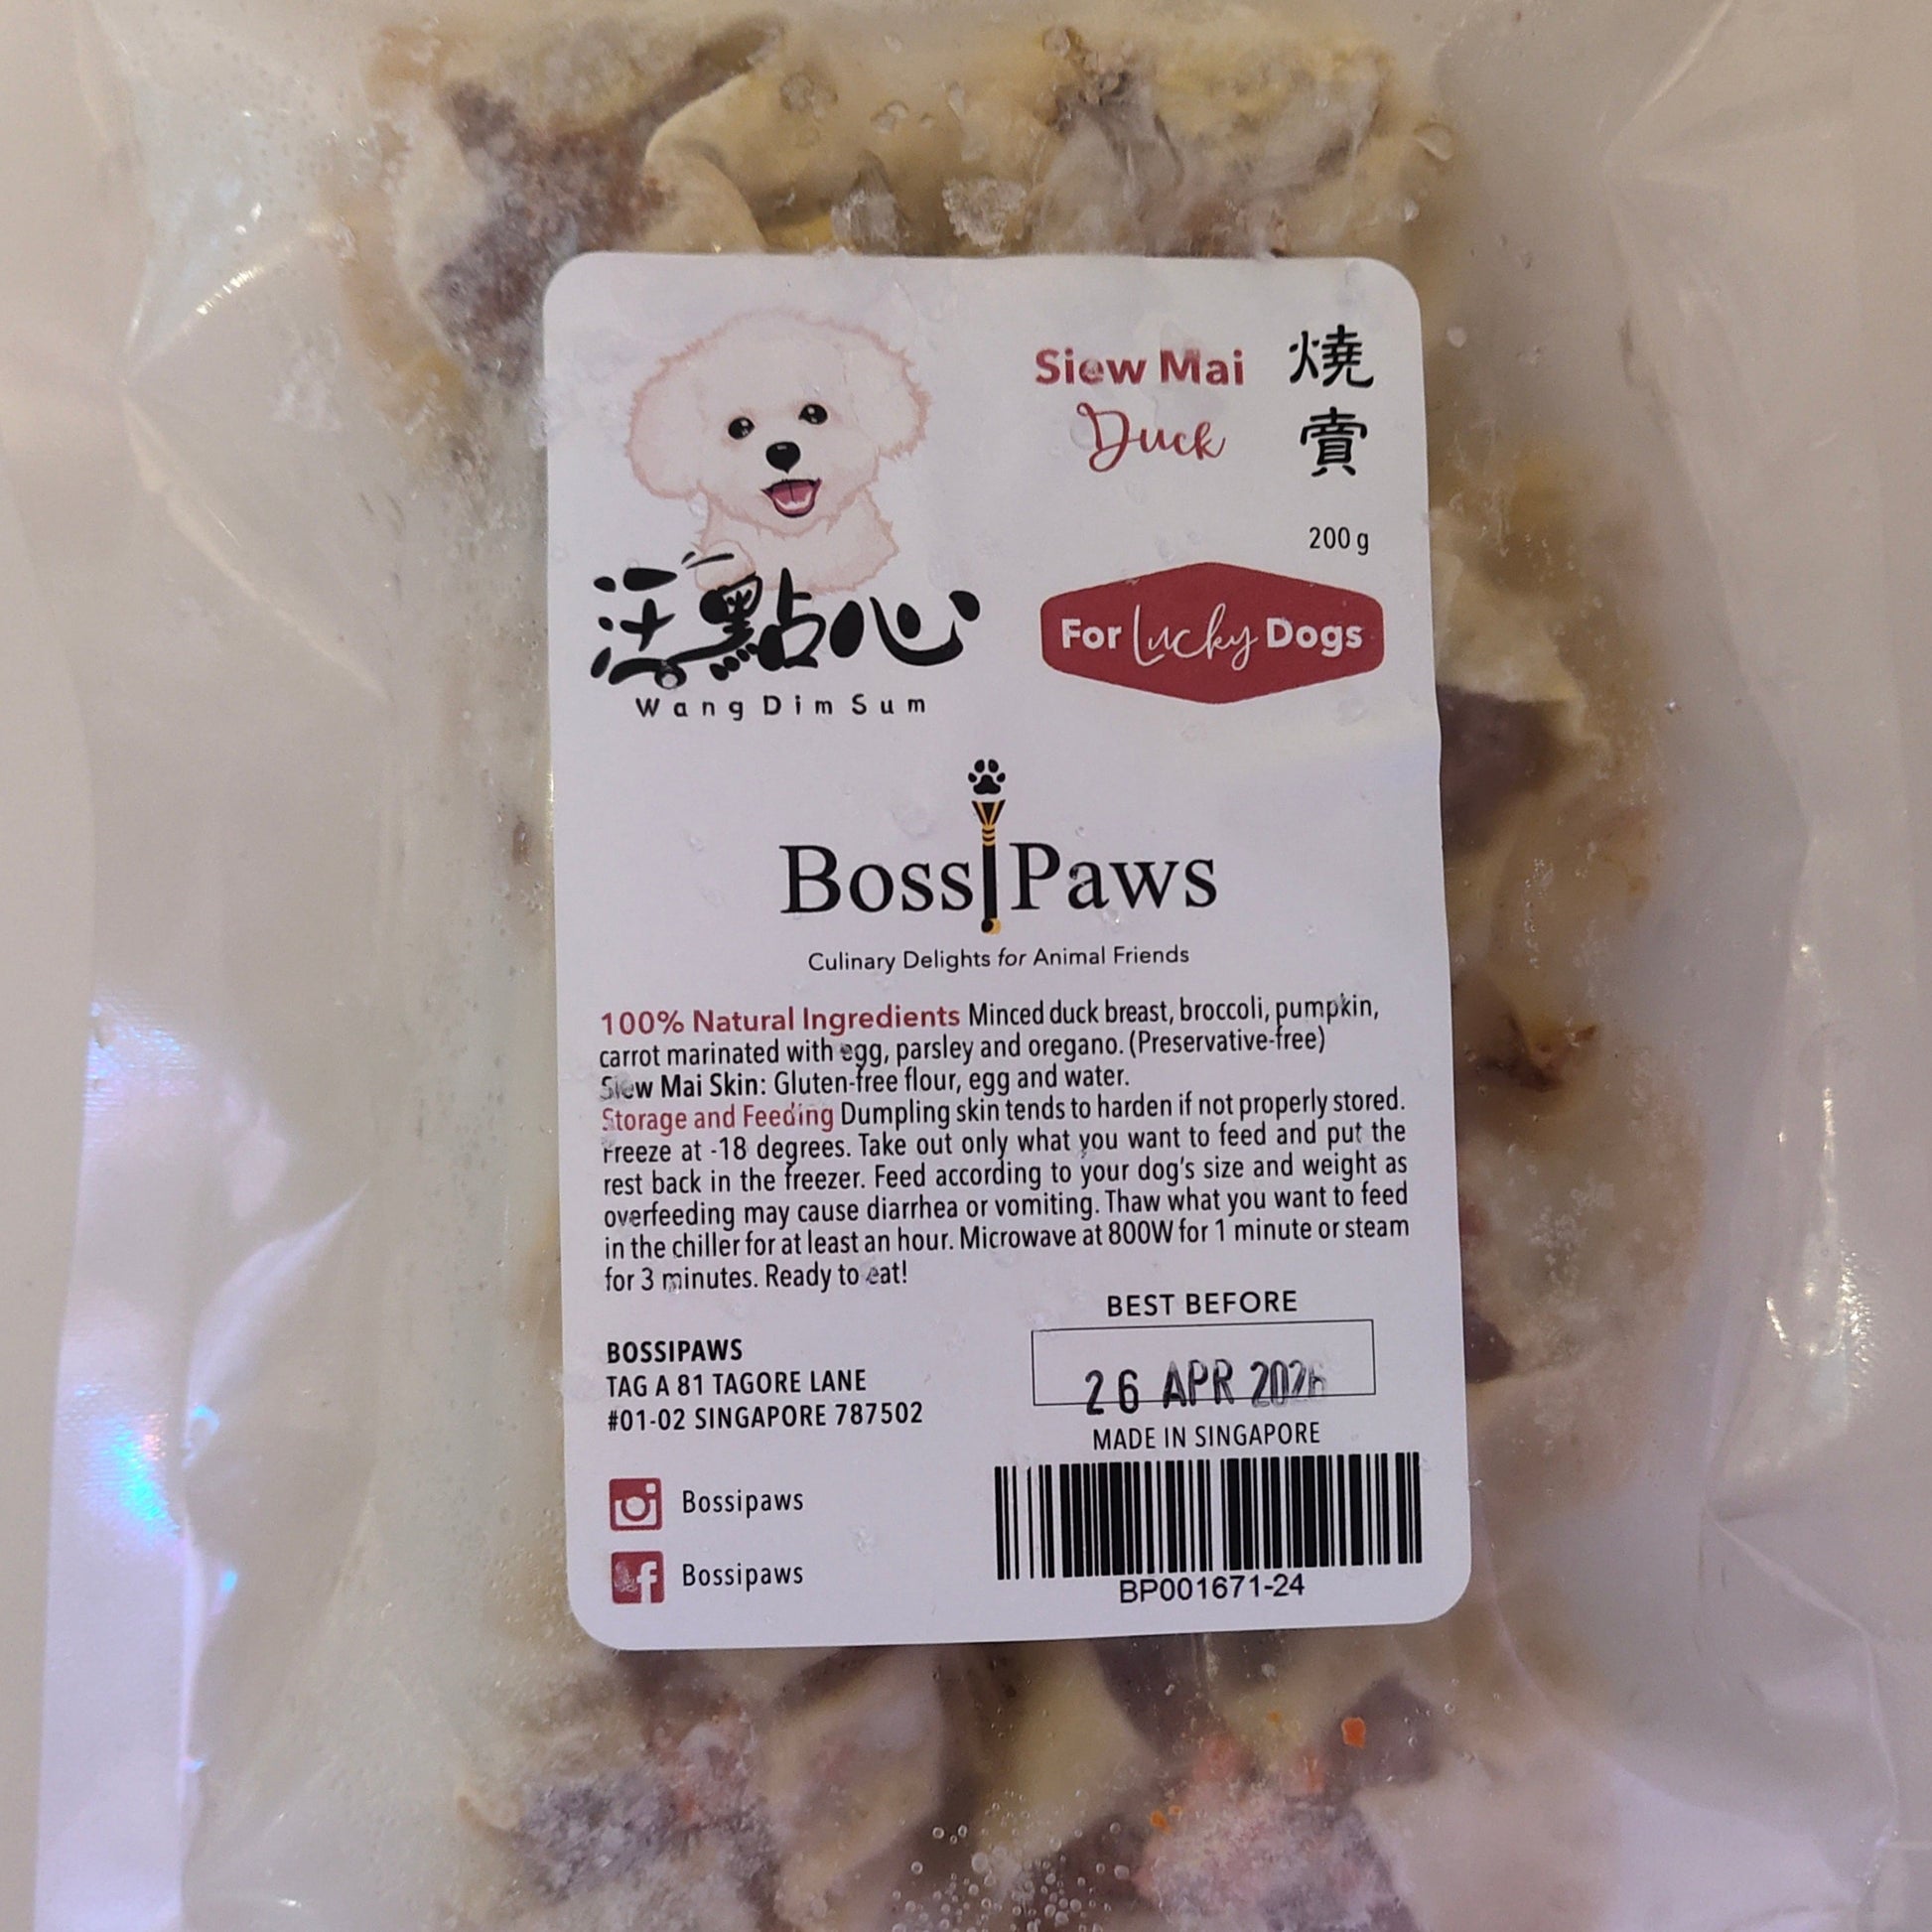 Siew Mai
Duck
燒
賣
200 g
汪點心
Wang Dim Sum
For Lucky Dogs
BossiPaws
Culinary Delights for Animal Friends
100% Natural Ingredients Minced duck breast, broccoli, pumpkin,
carrot marinated with egg, parsley and oregano. (Preservative-free)
Siew Mai Skin: Gluten-free flour, egg and water.
Storage and Feeding Dumpling skin tends to harden if not properly stored.
Freeze at -18 degrees. Take out only what you want to feed and put the
rest back in the freezer. Feed according to your dog's size and weight as
overfeeding may cause diarrhea or vomiting. Thaw what you want to feed
in the chiller for at least an hour. Microwave at 800W for 1 minute or steam
for 3 minutes. Ready to eat!
BEST BEFORE
26 APR 2026
MADE IN SINGAPORE
BOSSIPAWS
TAG A 81 TAGORE LANE
#01-02 SINGAPORE 787502
Bossipaws
Bossipaws
BP001671-24